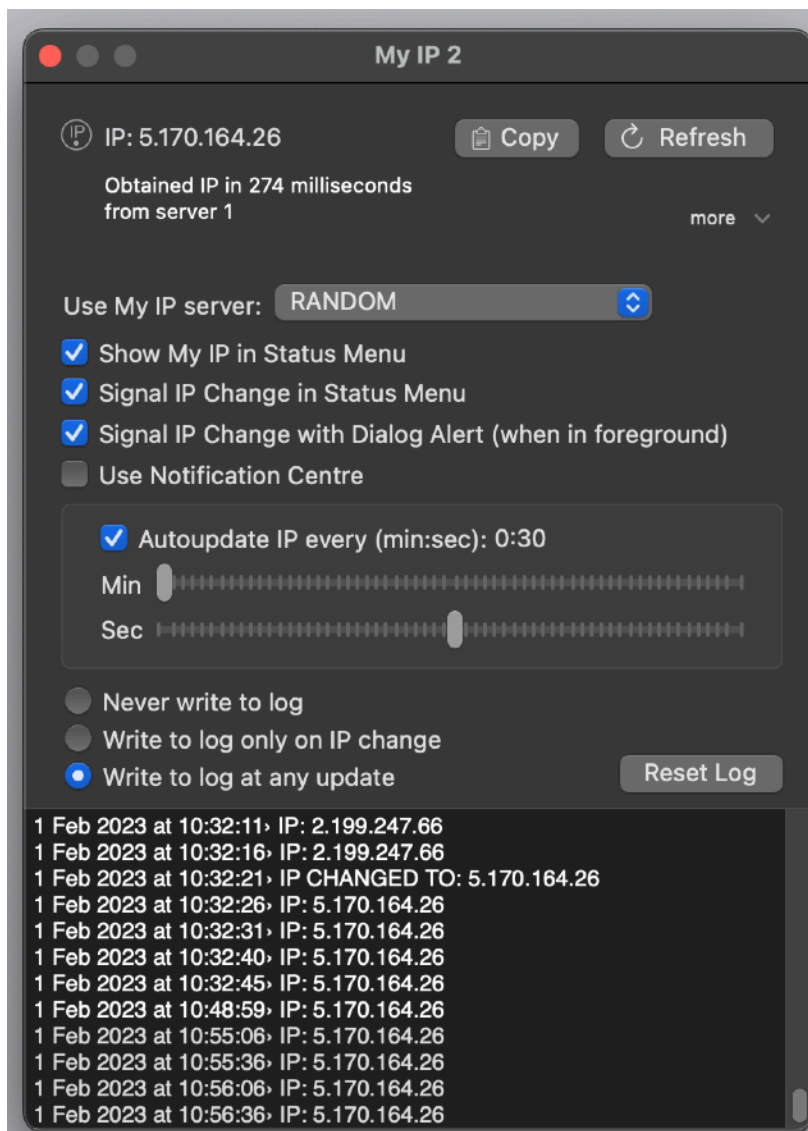 My IP 2
IP: 5.170.164.26
Copy
Refresh
Obtained IP in 274 milliseconds
from server 1
more
Use My IP server: RANDOM
Show My IP in Status Menu
Signal IP Change in Status Menu
Signal IP Change with Dialog Alert (when in foreground)
Use Notification Centre
Autoupdate IP every (min:sec): 0:30
Min
Sec
Never write to log
Write to log only on IP change
Write to log at any update
Reset Log
1 Feb 2023 at 10:32:11› IP: 2.199.247.66
1 Feb 2023 at 10:32:16› IP: 2.199.247.66
1 Feb 2023 at 10:32:21› IP CHANGED TO: 5.170.164.26
1 Feb 2023 at 10:32:26› IP: 5.170.164.26
1 Feb 2023 at 10:32:31› IP: 5.170.164.26
1 Feb 2023 at 10:32:40› IP: 5.170.164.26
1 Feb 2023 at 10:32:45› IP: 5.170.164.26
1 Feb 2023 at 10:48:59› IP: 5.170.164.26
1 Feb 2023 at 10:55:06› IP: 5.170.164.26
1 Feb 2023 at 10:55:36› IP: 5.170.164.26
1 Feb 2023 at 10:56:06› IP: 5.170.164.26
1 Feb 2023 at 10:56:36› IP: 5.170.164.26